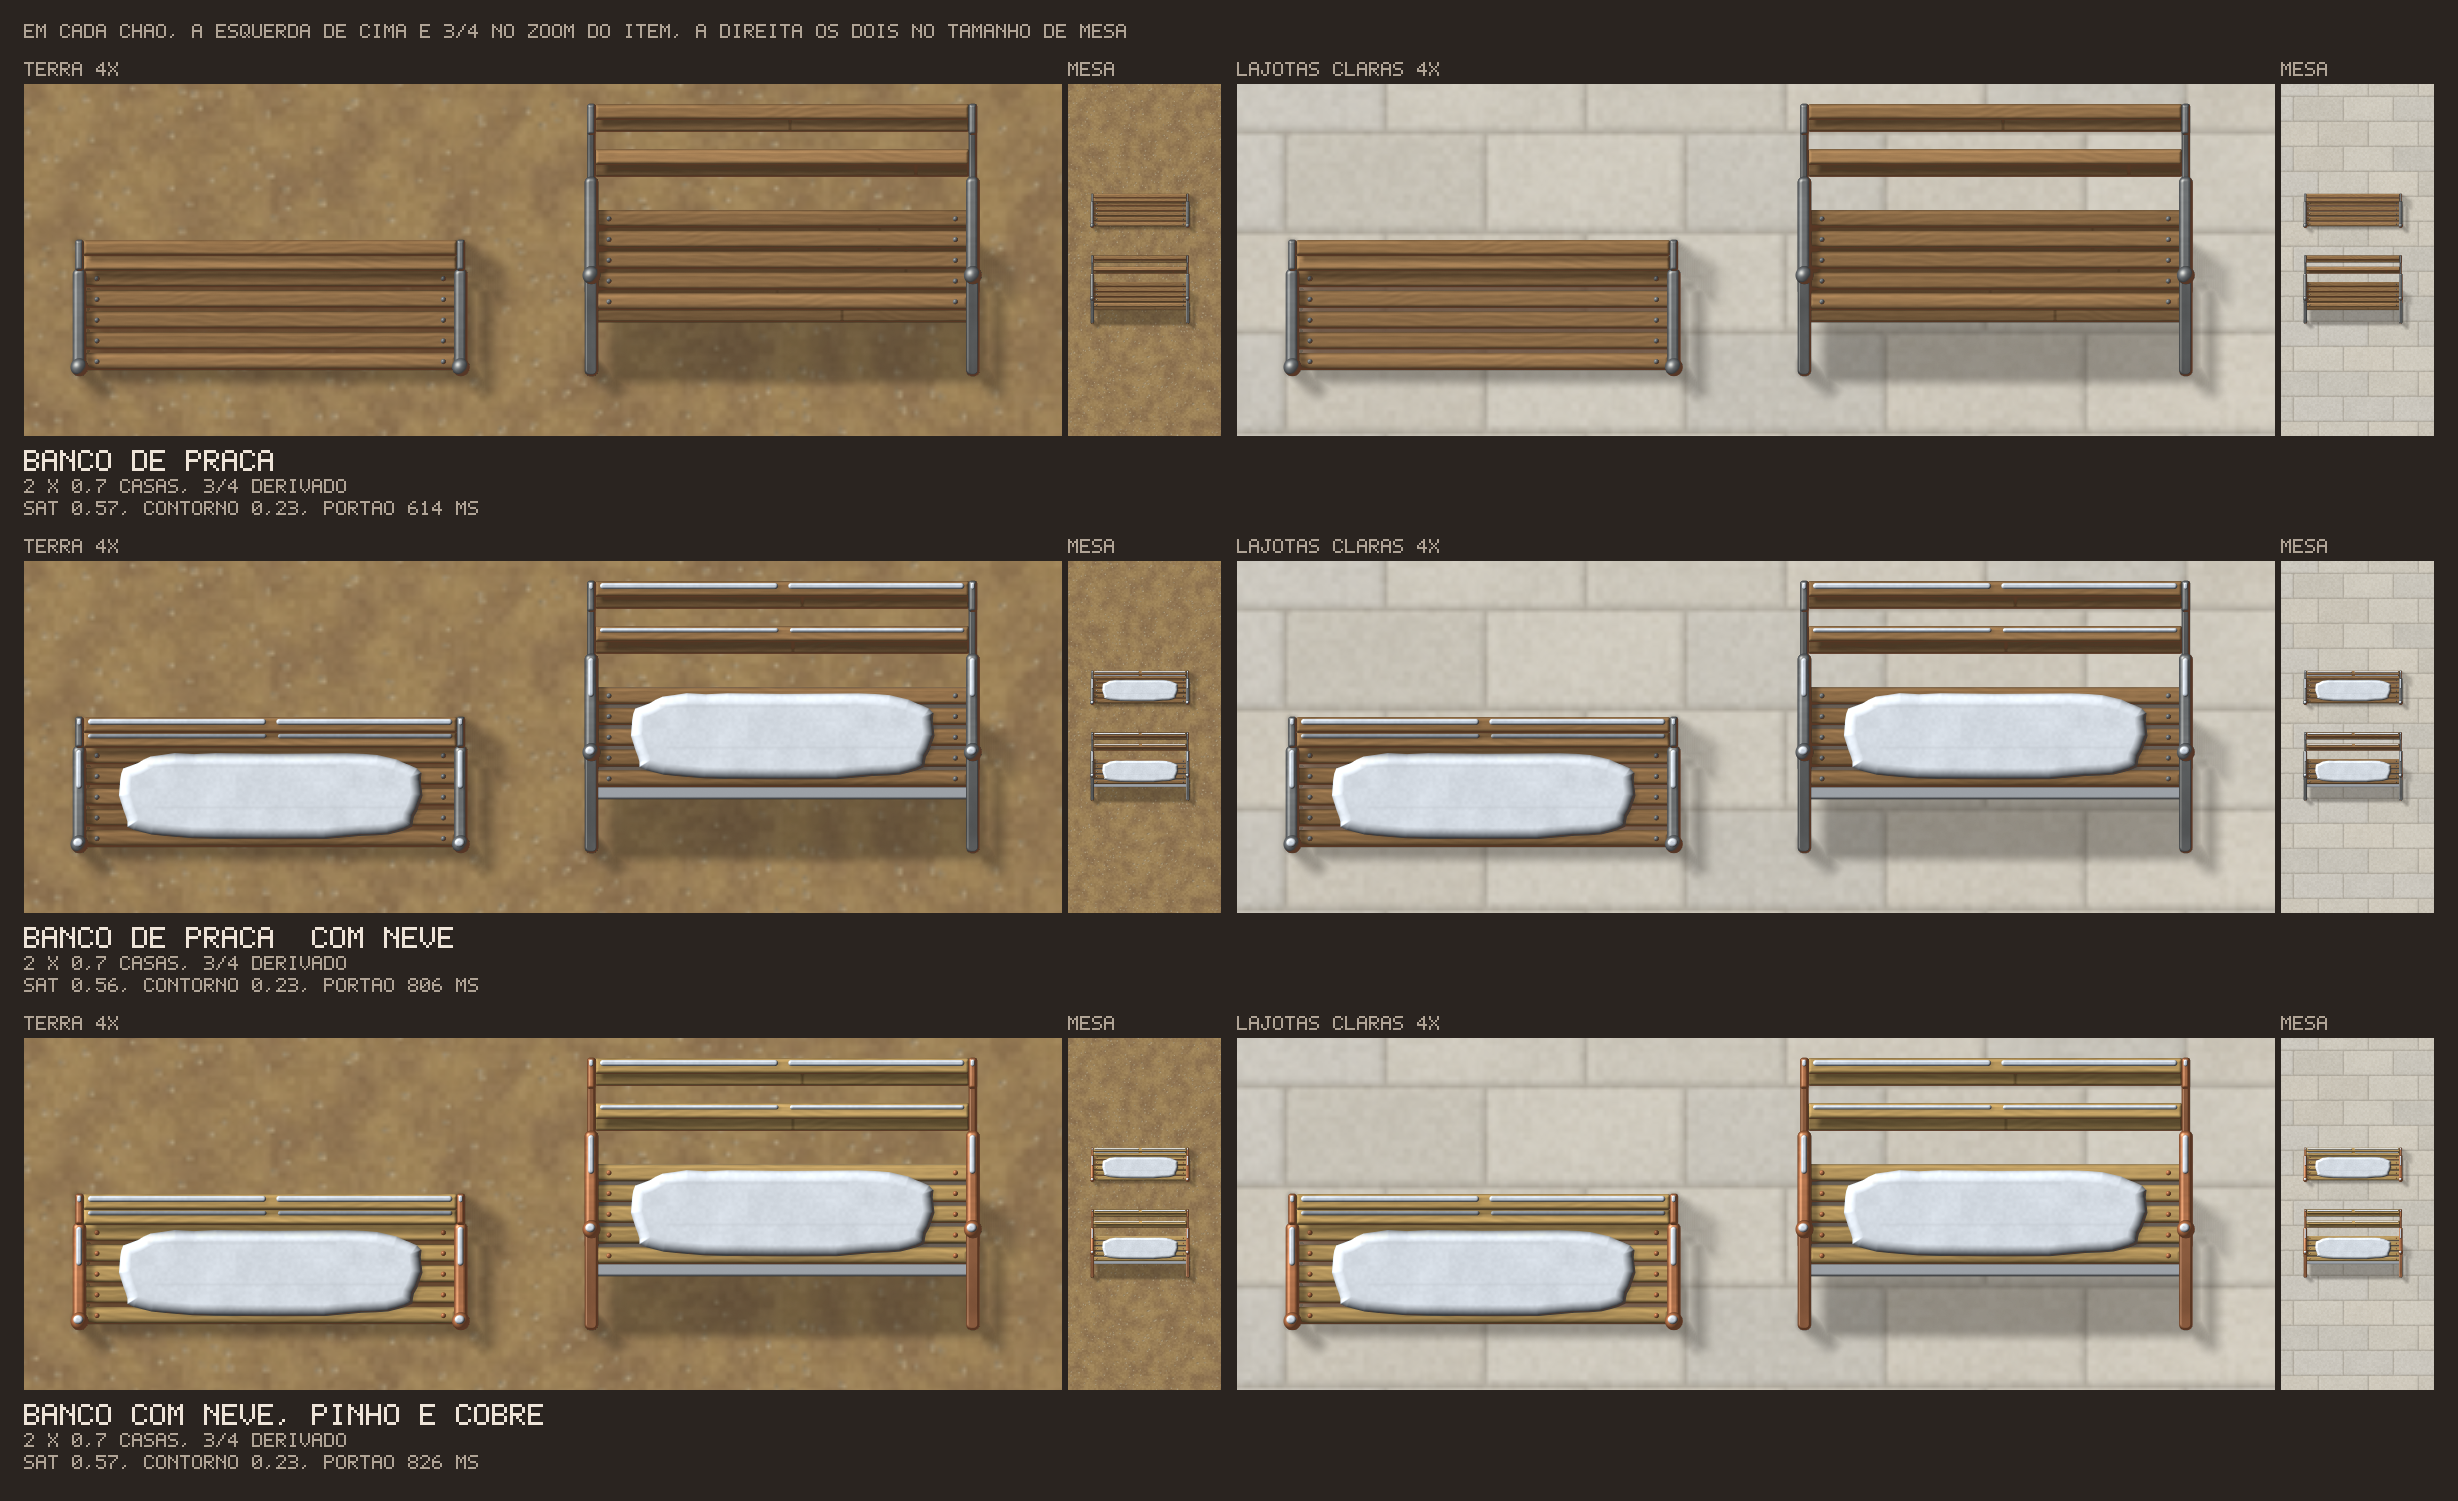 EM CADA CHAO, A ESQUERDA DE CIMA E 3/4 NO ZOOM DO ITEM, A DIREITA OS DOIS NO TAMANHO DE MESA
TERRA 4X
MESA
LAJOTAS CLARAS 4X
MESA
BANCO DE PRACA
2 X 0,7 CASAS, 3/4 DERIVADO
SAT 0,57, CONTORNO 0,23, PORTAO 614 MS
TERRA 4X
MESA
LAJOTAS CLARAS 4X
MESA
BANCO DE PRACA  COM NEVE
2 X 0,7 CASAS, 3/4 DERIVADO
SAT 0,56, CONTORNO 0,23, PORTAO 806 MS
TERRA 4X
MESA
LAJOTAS CLARAS 4X
MESA
BANCO COM NEVE, PINHO E COBRE
2 X 0,7 CASAS, 3/4 DERIVADO
SAT 0,57, CONTORNO 0,23, PORTAO 826 MS